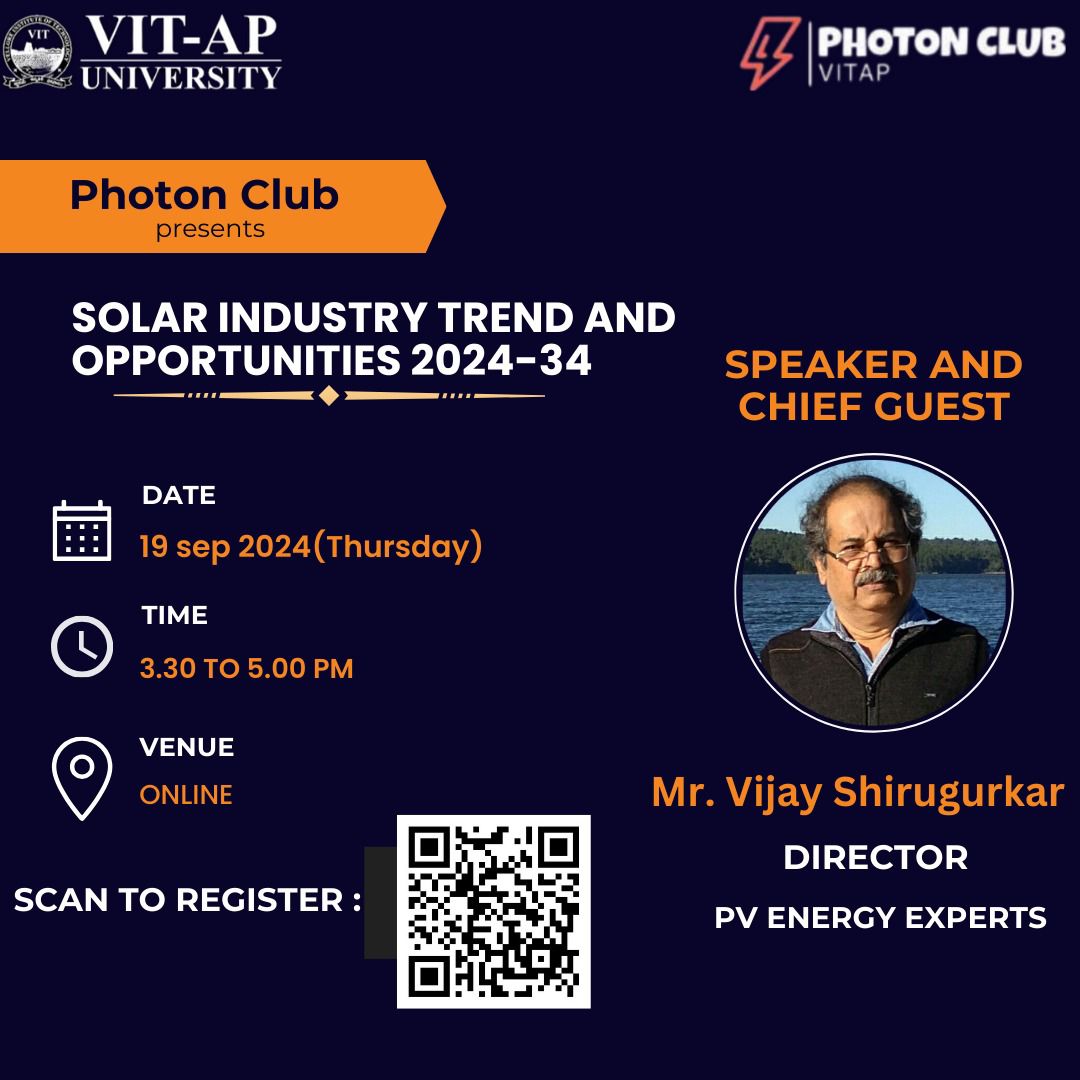 VIT
VIT-AP
UNIVERSITY
PHOTON CLUB
VITAP
Photon Club
presents
SOLAR INDUSTRY TREND AND
OPPORTUNITIES 2024-34
SPEAKER AND
CHIEF GUEST
DATE
19 sep 2024(Thursday)
TIME
3.30 TO 5.00 PM
VENUE
ONLINE
SCAN TO REGISTER :
Mr. Vijay Shirugurkar
DIRECTOR
PV ENERGY EXPERTS